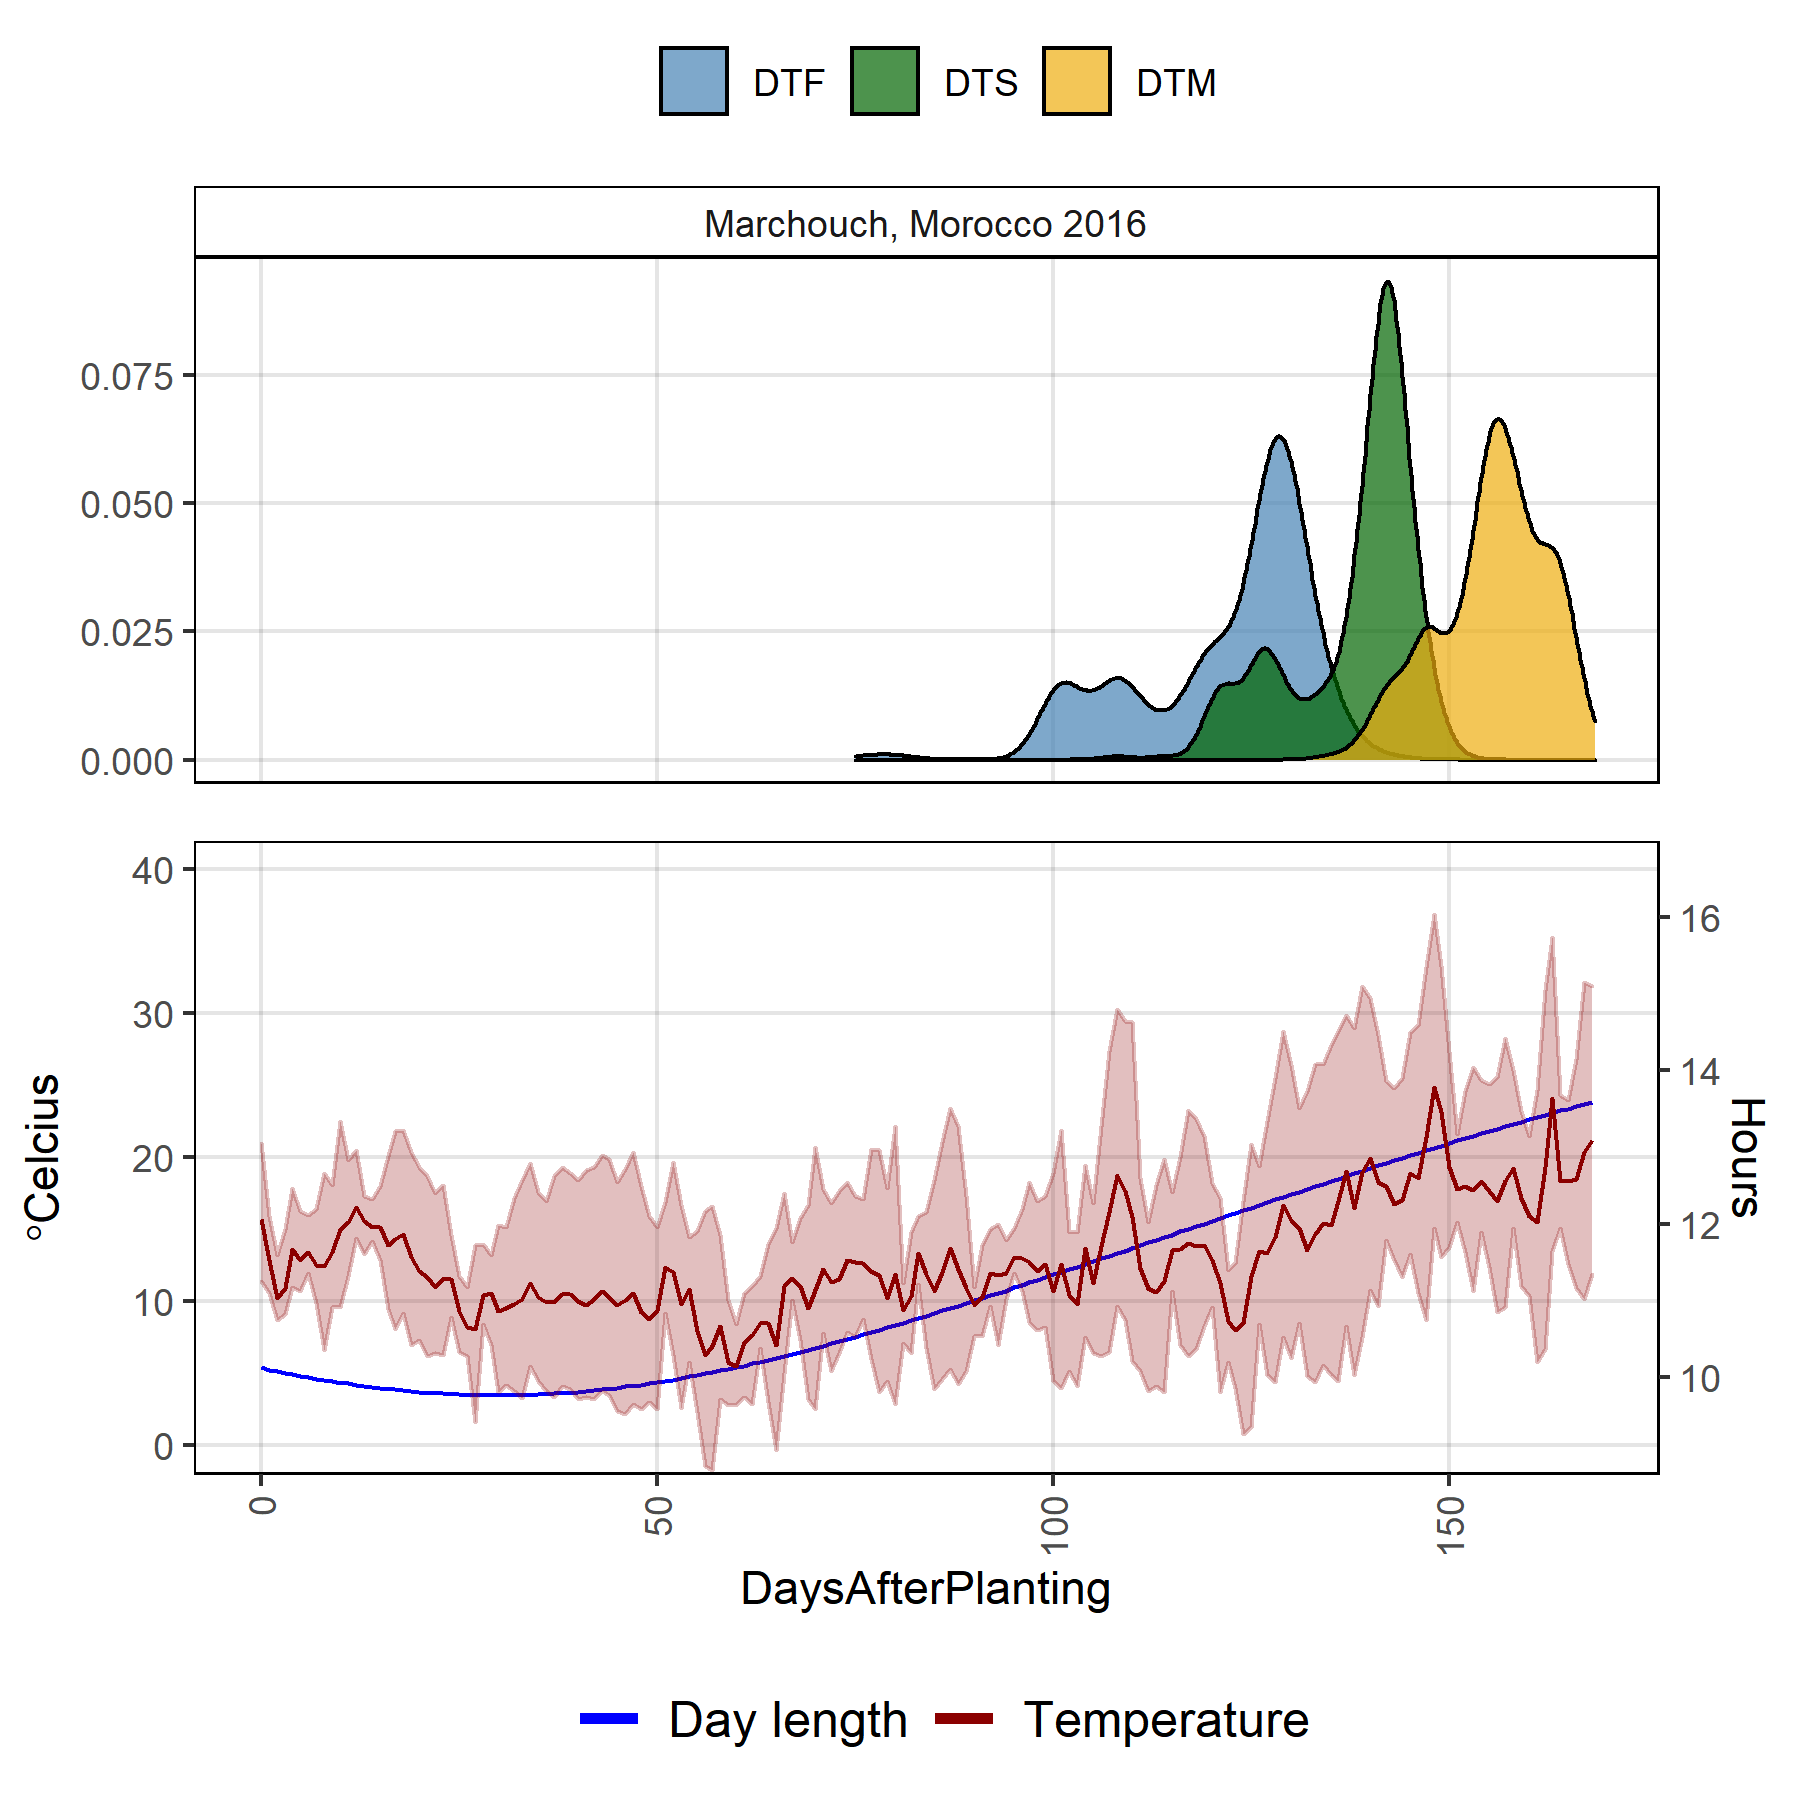 DTF DTS DTM
Marchouch, Morocco 2016
0.075
0.050
0.025
0.000
40
30
20
10
0
°Celcius
16
14
12
10
Hours
0 50 100 150
DaysAfterPlanting
Day length Temperature